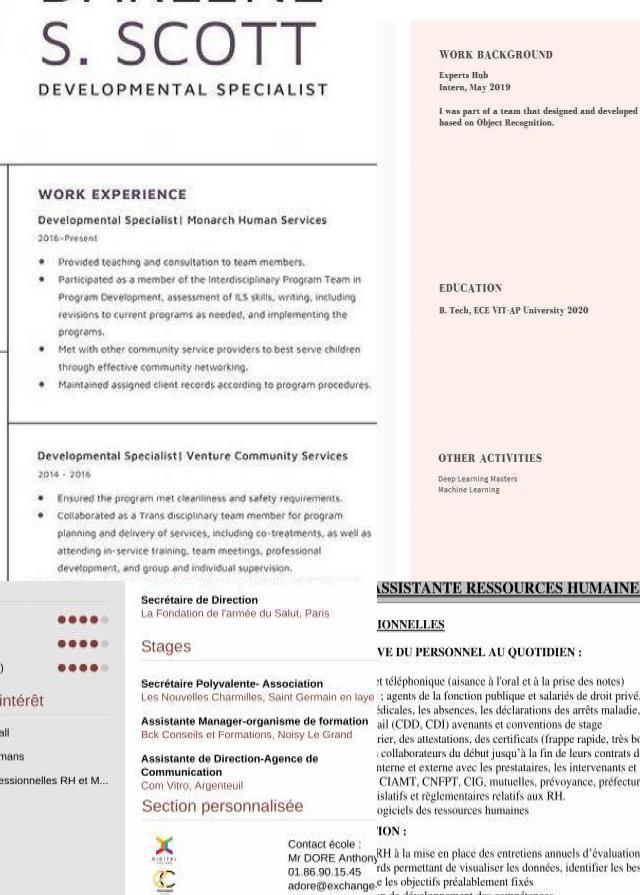 S. SCOTT
DEVELOPMENTAL SPECIALIST
WORK EXPERIENCE
Developmental Specialist| Monarch Human Services
2016-Present
Provided teaching and consultation to team members.
Participated as a member of the Interdisciplinary Program Team in
Program Development, assessment of ILS skills, writing, including
revisions to current programs as needed, and implementing the
programs.
Met with other community service providers to best serve children
through effective community networking.
Maintained assigned client records according to program procedures.
Developmental Specialist| Venture Community Services
2014 - 2016
Ensured the program met cleanliness and safety requirements.
Collaborated as a Trans disciplinary team member for program
planning and delivery of services, including co-treatments, as well as
attending in-service training, team meetings, professional
development, and group and individual supervision.
WORK BACKGROUND
Experts Hub
Intern, May 2019
I was part of a team that designed and developed
based on Object Recognition.
EDUCATION
B. Tech, ECE VIT-AP University 2020
OTHER ACTIVITIES
Deep Learning Masters
Machine Learning
)
intérêt
all
mans
essionnelles RH et M...
Secrétaire de Direction
La Fondation de l'armée du Salut, Paris
Stages
Secrétaire Polyvalente- Association
Les Nouvelles Charmilles, Saint Germain en laye
Assistante Manager-organisme de formation
Bck Conseils et Formations, Noisy Le Grand
Assistante de Direction-Agence de
Communication
Com Vitro, Argenteuil
Section personnalisée
Contact école :
Mr DORE Anthony
01.86.90.15.45
adore@exchange-
ASSISTANTE RESSOURCES HUMAINE
IONNELLES
VE DU PERSONNEL AU QUOTIDIEN :
et téléphonique (aisance à l'oral et à la prise des notes)
: agents de la fonction publique et salariés de droit privé.
édicales, les absences, les déclarations des arrêts maladie,
ail (CDD, CDI) avenants et conventions de stage
rier, des attestations, des certificats (frappe rapide, très bo
collaborateurs du début jusqu'à la fin de leurs contrats d
nterne et externe avec les prestataires, les intervenants et
CIAMT, CNFPT, CIG, mutuelles, prévoyance, préfectur
islatifs et règlementaires relatifs aux RH.
ogiciels des ressources humaines
TION :
RH à la mise en place des entretiens annuels d'évaluation
rds permettant de visualiser les données, identifier les bes
e les objectifs préalablement fixés